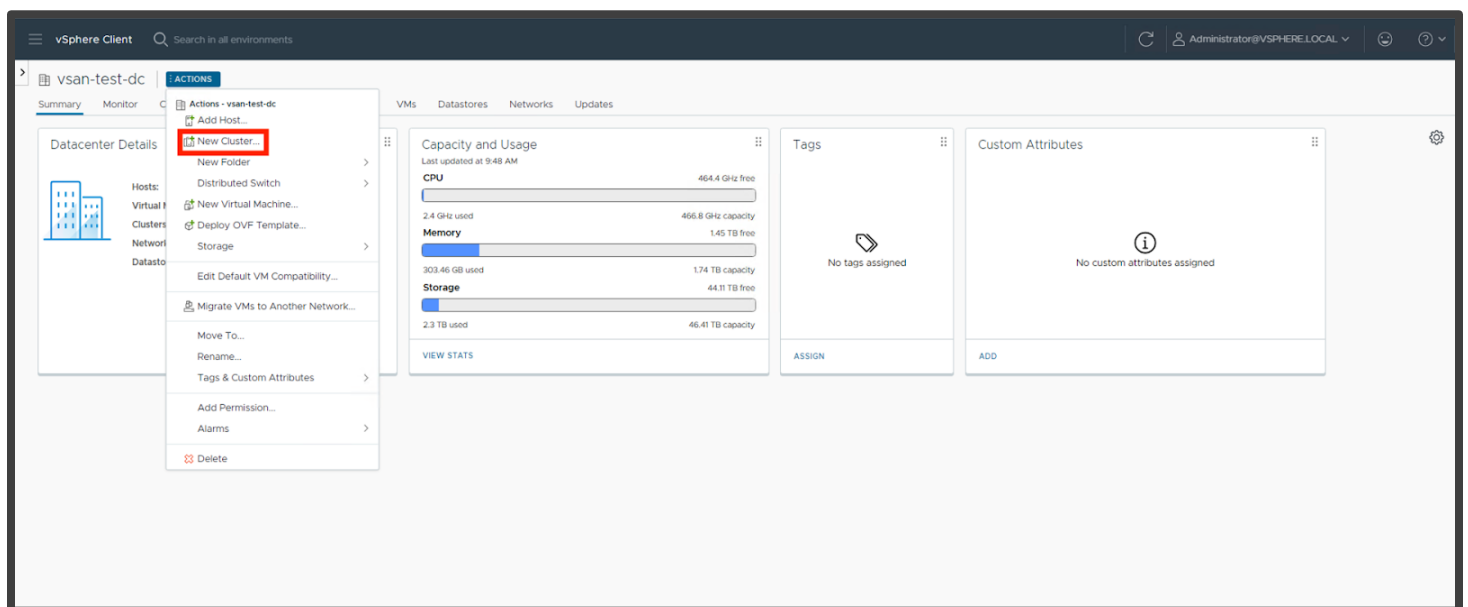 vSphere Client
Search in all environments
Administrator@VSPHERE.LOCAL
vsan-test-dc
ACTIONS
Summary Monitor VMs Datastores Networks Updates
Actions - vsan-test-dc
Add Host...
New Cluster...
New Folder
Distributed Switch
New Virtual Machine...
Deploy OVF Template...
Storage
Edit Default VM Compatibility...
Migrate VMs to Another Network...
Move To...
Rename...
Tags & Custom Attributes
Add Permission...
Alarms
Delete
Datacenter Details
Hosts:
Virtual
Clusters
Capacity and Usage
Last updated at 9:48 AM
CPU 464.4 GHz free
2.4 GHz used 466.8 GHz capacity
Memory 1.45 TB free
303.46 GB used 1.74 TB capacity
Storage 44.11 TB free
2.3 TB used 46.41 TB capacity
VIEW STATS
Tags
No tags assigned
ASSIGN
Custom Attributes
No custom attributes assigned
ADD